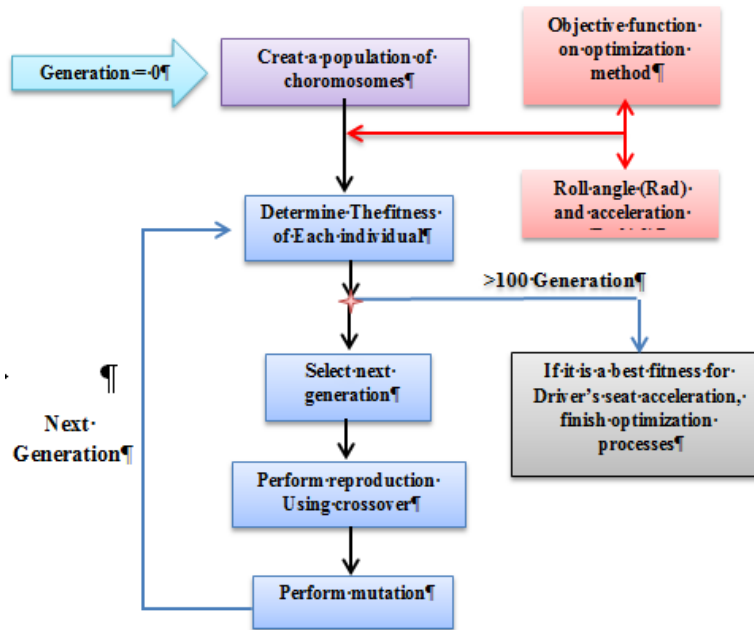 Generation = 0¶
Creat·a·population·of·
choromosomes¶
Objective·function·
on·optimization·
method¶
Roll·angle·(Rad)·
and·acceleration·
Determine·The·fitness·
of·Each·individual¶
>100·Generation¶
Select·next·
generation¶
If·it·is·a·best·fitness·for·
Driver’s·seat·acceleration,·
finish·optimization·
processes¶
¶
Next·
Generation¶
Perform·reproduction·
Using·crossover¶
Perform·mutation¶